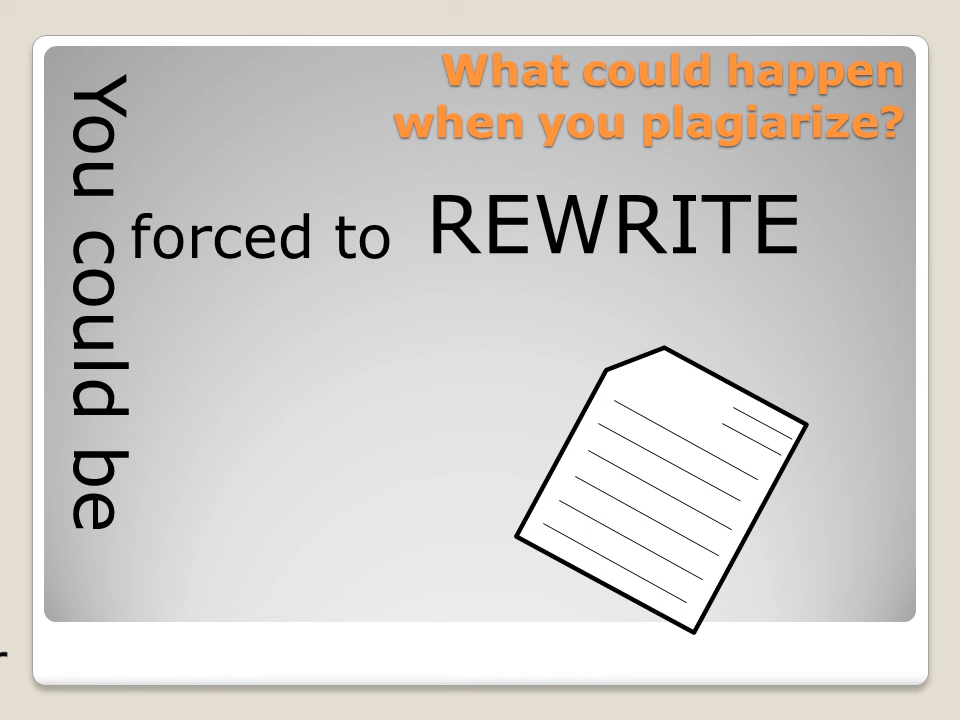 What could happen
when you plagiarize?
You could be
forced to REWRITE